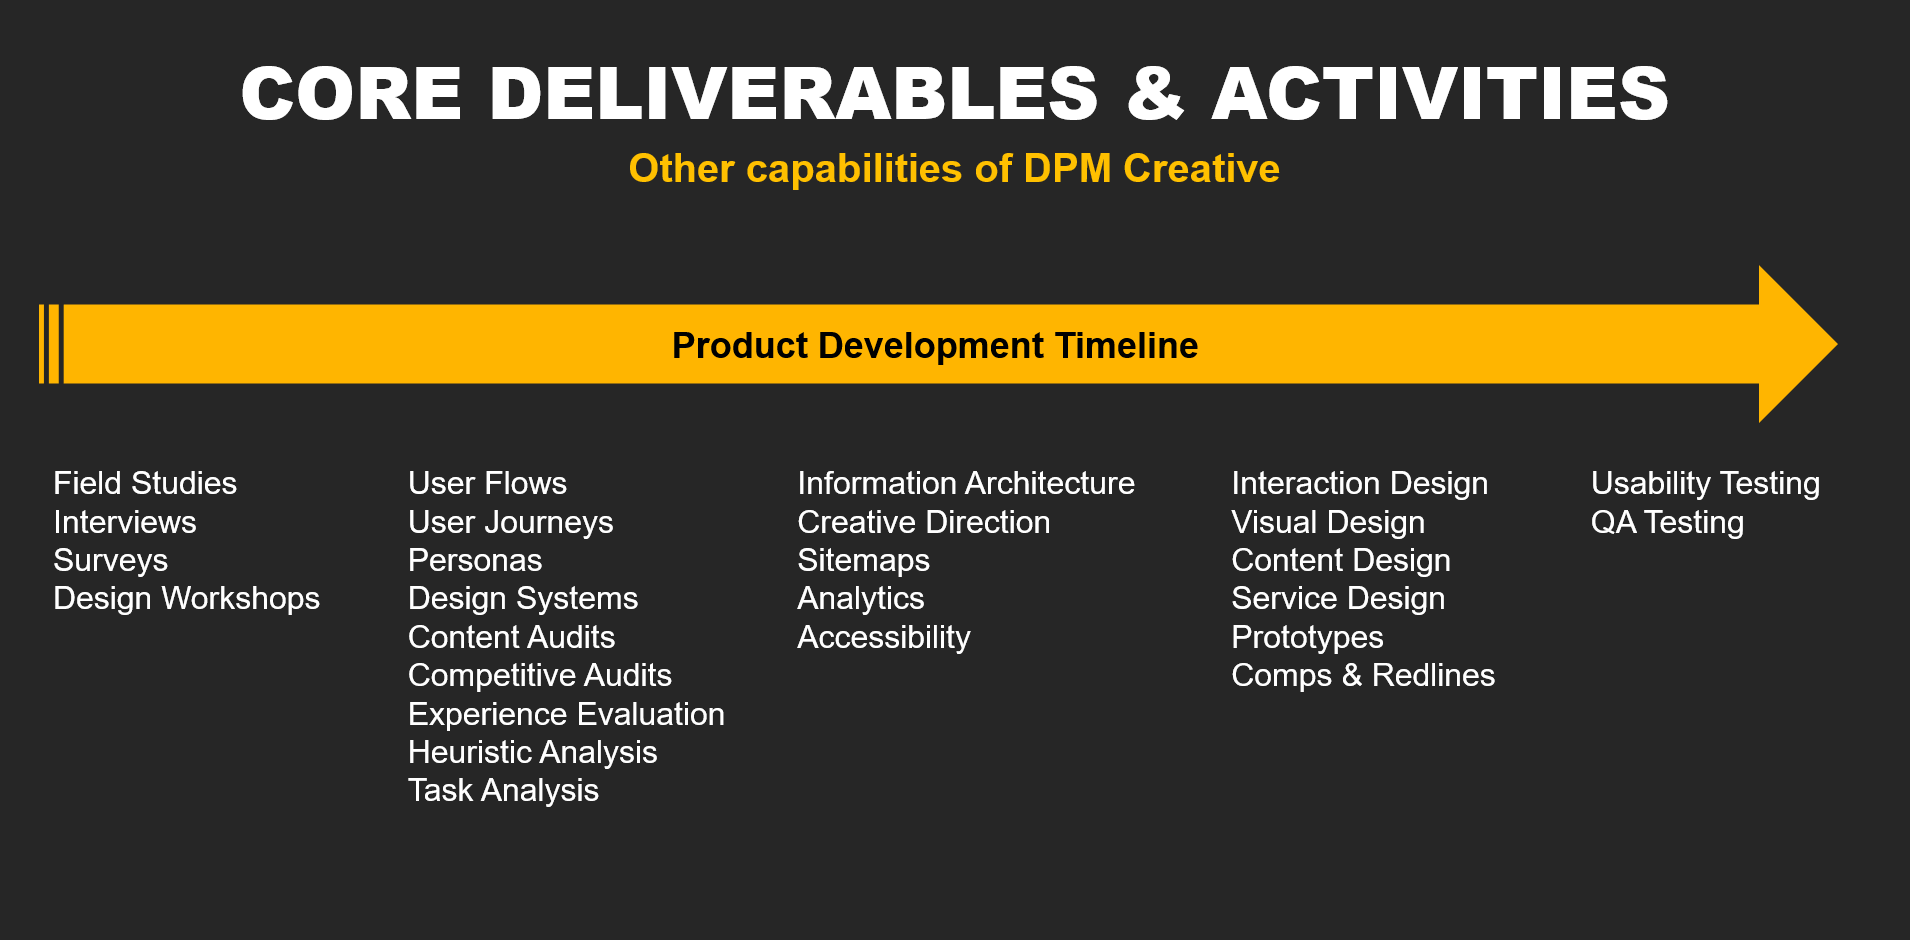 CORE DELIVERABLES & ACTIVITIES
Other capabilities of DPM Creative
Product Development Timeline
Field Studies
Interviews
Surveys
Design Workshops
User Flows
User Journeys
Personas
Design Systems
Content Audits
Competitive Audits
Experience Evaluation
Heuristic Analysis
Task Analysis
Information Architecture
Creative Direction
Sitemaps
Analytics
Accessibility
Interaction Design
Visual Design
Content Design
Service Design
Prototypes
Comps & Redlines
Usability Testing
QA Testing